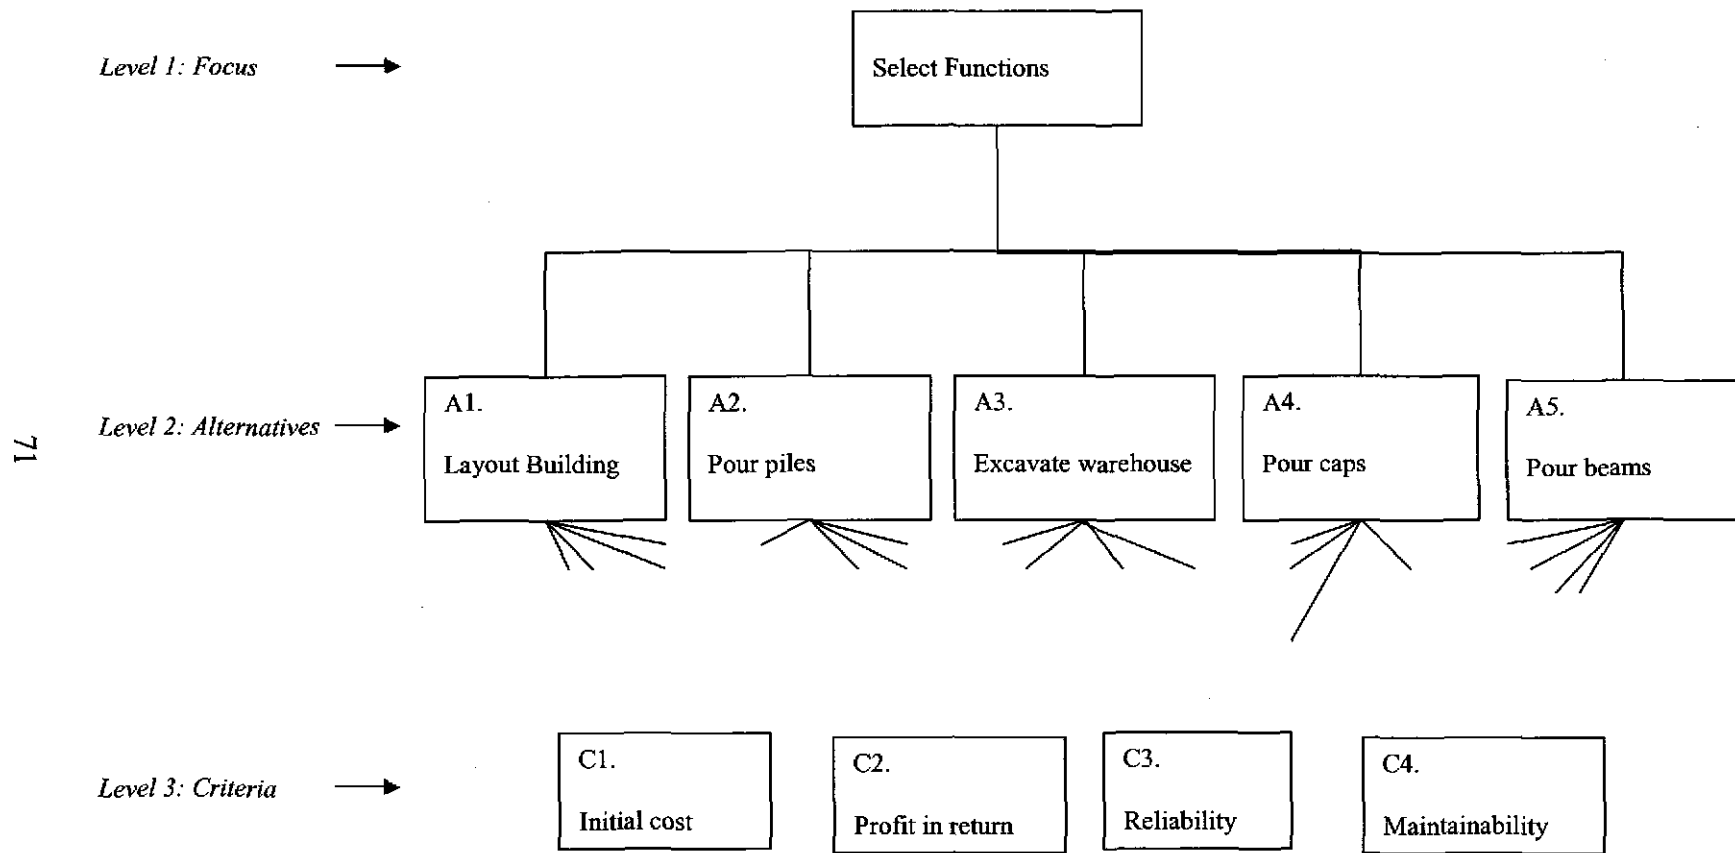 Level 1: Focus
Select Functions
Level 2: Alternatives
A1.
Layout Building
A2.
Pour piles
A3.
Excavate warehouse
A4.
Pour caps
A5.
Pour beams
71
Level 3: Criteria
C1.
Initial cost
C2.
Profit in return
C3.
Reliability
C4.
Maintainability